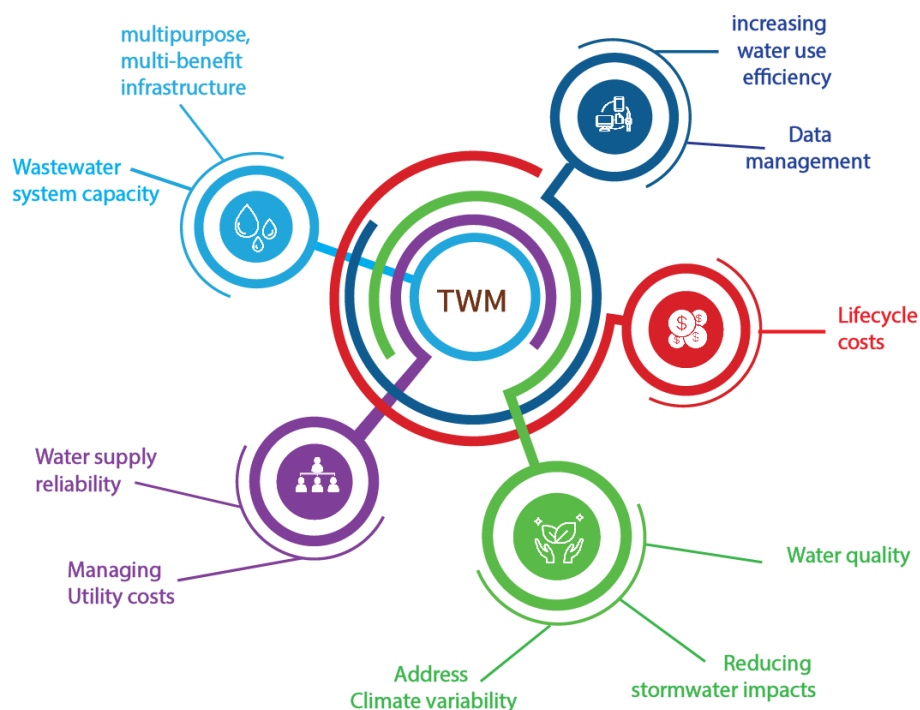 multipurpose,
multi-benefit
infrastructure
Wastewater
system capacity
increasing
water use
efficiency
Data
management
TWM
$
$
$
$
Lifecycle
costs
Water supply
reliability
Managing
Utility costs
Water quality
Reducing
stormwater impacts
Address
Climate variability